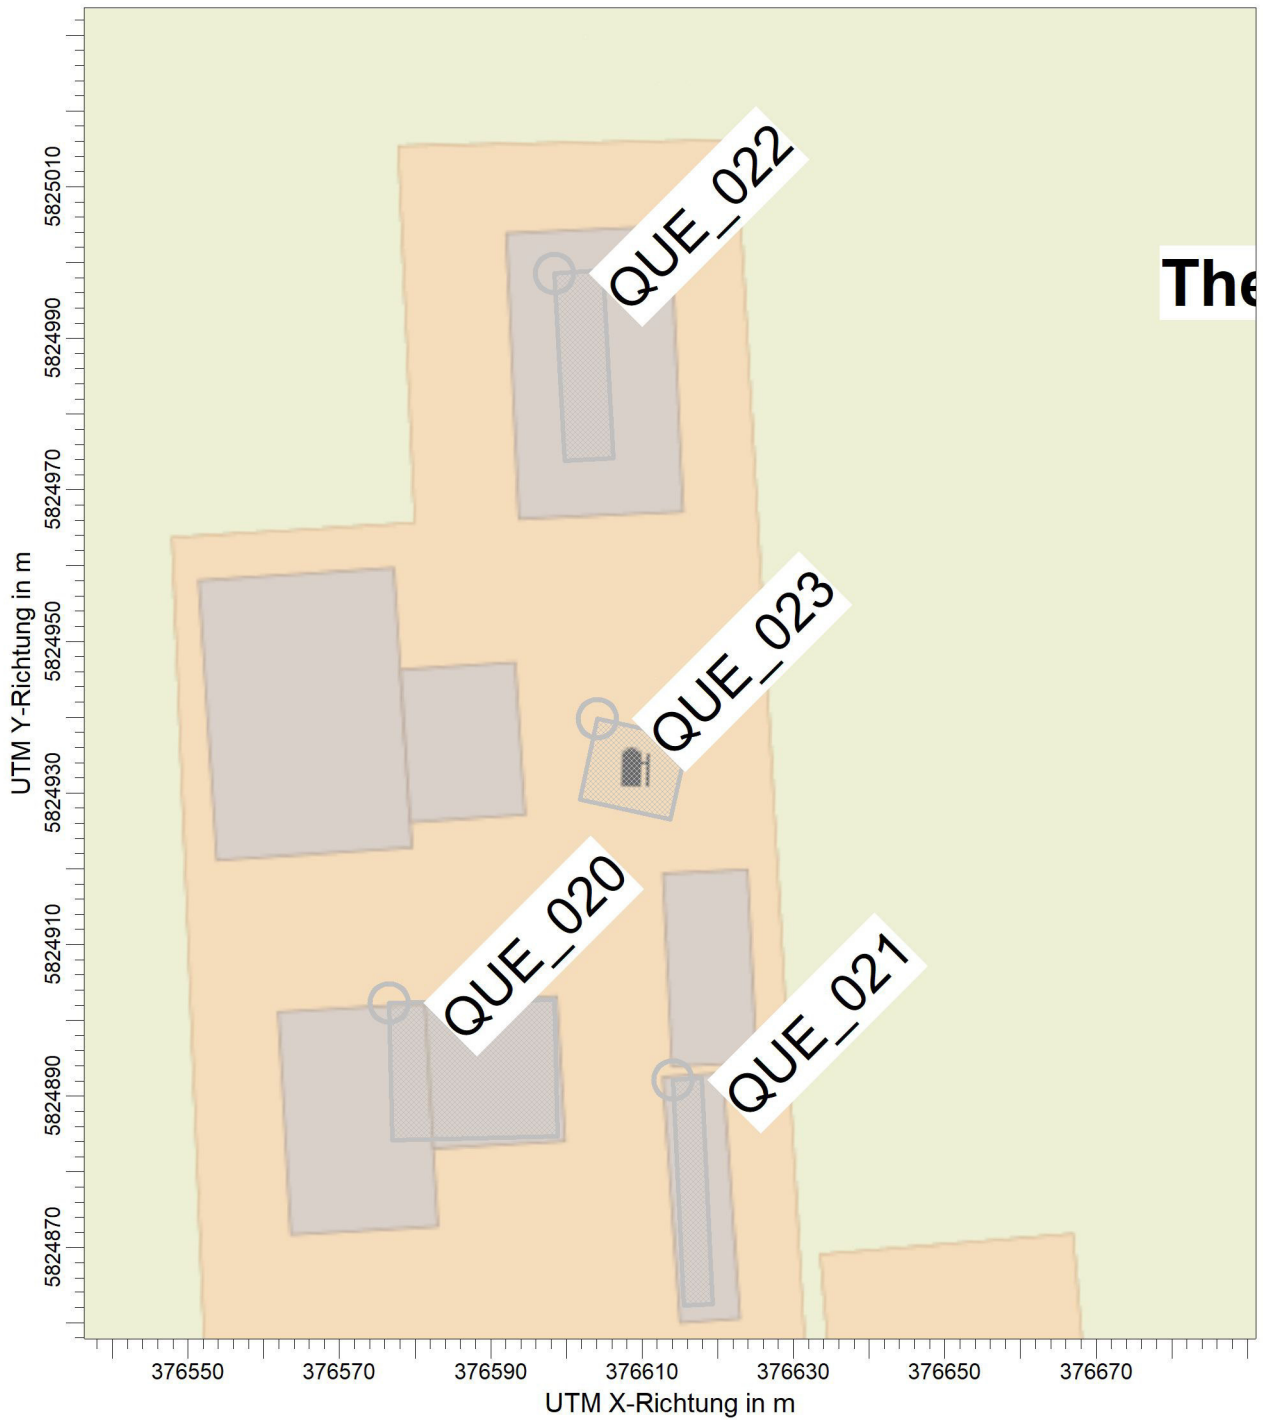 QUE_022
The
QUE_023
QUE_020
QUE_021
5825010
5824990
5824970
5824950
5824930
5824910
5824890
5824870
UTM Y-Richtung in m
376550 376570 376590 376610 376630 376650 376670
UTM X-Richtung in m